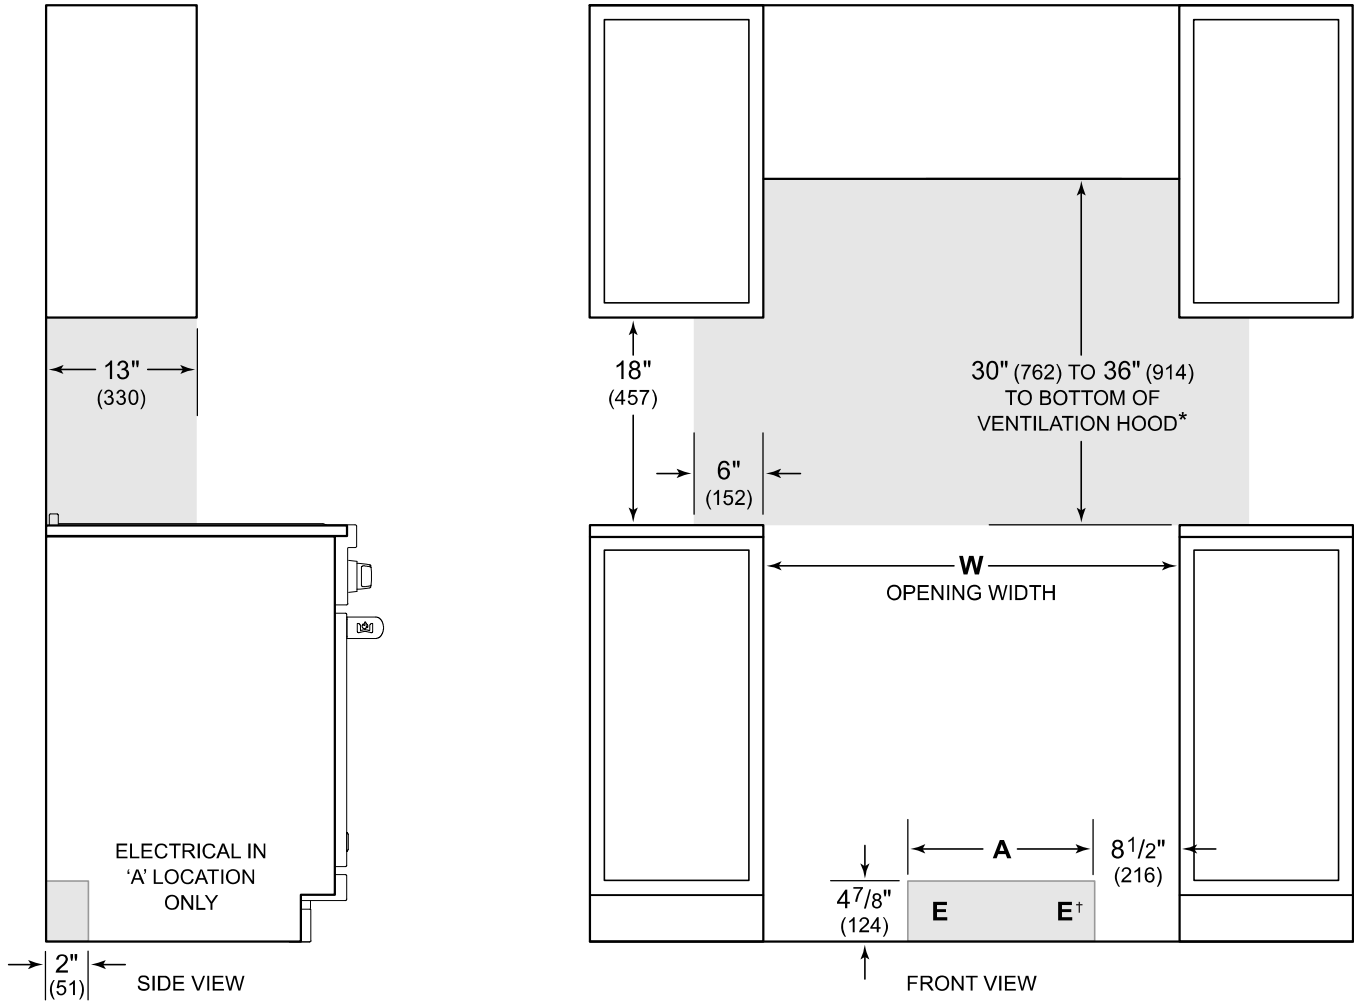 13"
(330)
ELECTRICAL IN
‘A’ LOCATION
ONLY
2"
(51)
SIDE VIEW
18"
(457)
30" (762) TO 36" (914)
TO BOTTOM OF
VENTILATION HOOD*
6"
(152)
W
OPENING WIDTH
A
8 1/2"
(216)
4 7/8"
(124)
E
E†
FRONT VIEW